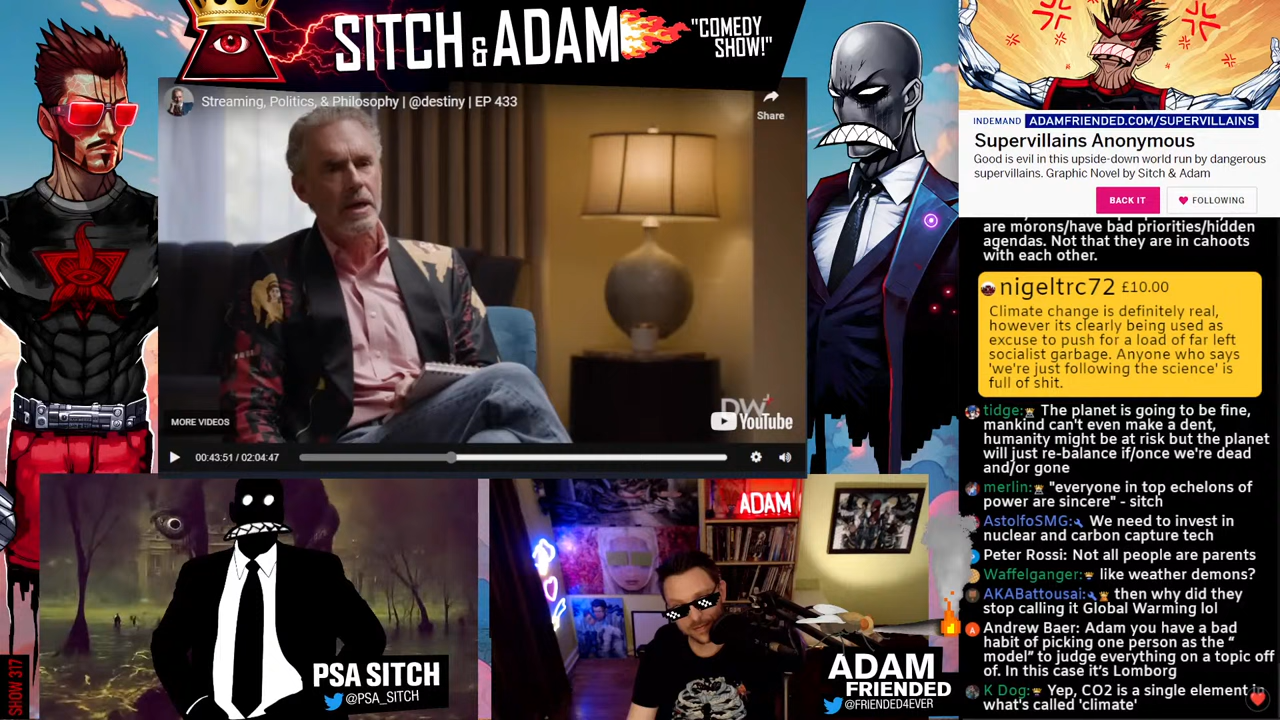 SITCH & ADAM
"COMEDY
SHOW!"
Streaming, Politics, & Philosophy | @destiny | EP 433
Share
MORE VIDEOS
DW
YouTube
00:43:51 / 02:04:47
ADAM
PSA SITCH
@PSA_SITCH
ADAM
FRIENDED
@FRIENDED4EVER
SHOW 317
INDEMAND ADAMFRIENDED.COM/SUPERVILLAINS
Supervillains Anonymous
Good is evil in this upside-down world run by dangerous
supervillains. Graphic Novel by Sitch & Adam
BACK IT
FOLLOWING
are morons/have bad priorities/hidden
agendas. Not that they are in cahoots
with each other.
nigeltrc72 £10.00
Climate change is definitely real,
however its clearly being used as
excuse to push for a load of far left
socialist garbage. Anyone who says
'we're just following the science' is
full of shit.
tidge: The planet is going to be fine,
mankind can't even make a dent,
humanity might be at risk but the planet
will just re-balance if/once we're dead
and/or gone
merlin: "everyone in top echelons of
power are sincere" - sitch
AstolfoSMG: We need to invest in
nuclear and carbon capture tech
Peter Rossi: Not all people are parents
Waffelganger: like weather demons?
AKABattousai: then why did they
stop calling it Global Warming lol
Andrew Baer: Adam you have a bad
habit of picking one person as the “
model” to judge everything on a topic off
of. In this case it’s Lomborg
K Dog: Yep, CO2 is a single element in
what's called 'climate'